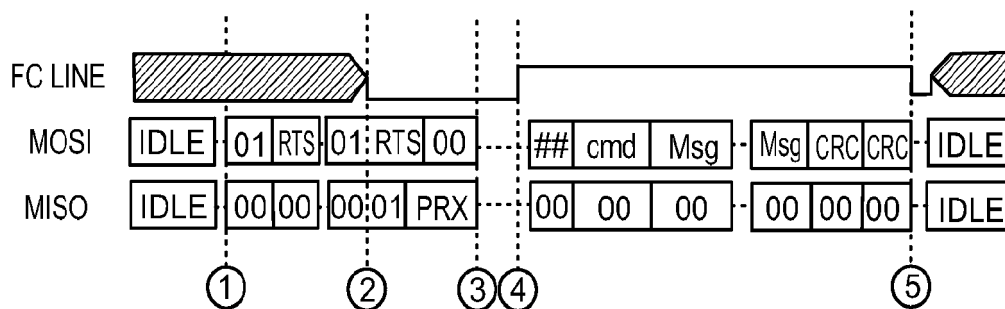 FC LINE
MOSI IDLE 01 RTS 01 RTS 00 ## cmd Msg Msg CRC CRC IDLE
MISO IDLE 00 00 00 01 PRX 00 00 00 00 00 00 IDLE
1 2 3 4 5